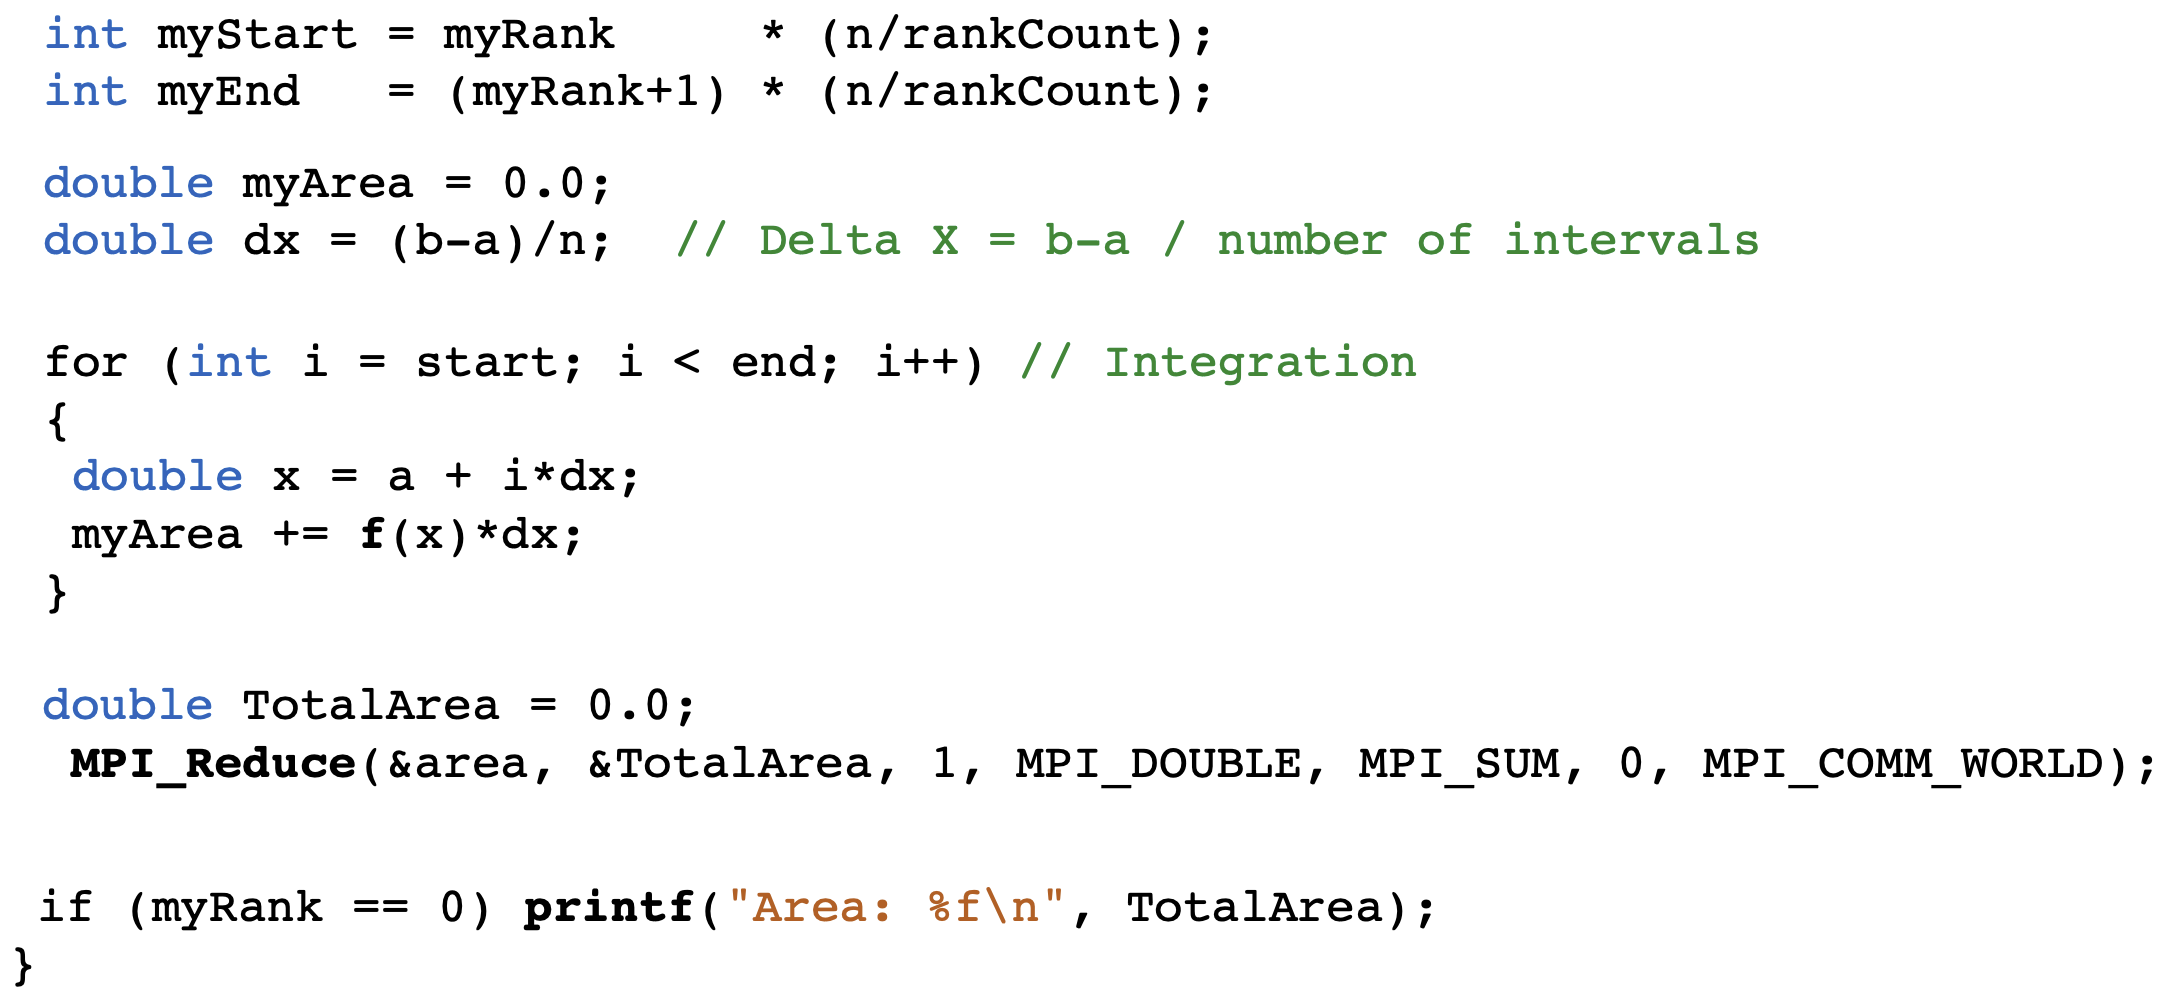 int myStart = myRank     * (n/rankCount);
int myEnd   = (myRank+1) * (n/rankCount);
double myArea = 0.0;
double dx = (b-a)/n;  // Delta X = b-a / number of intervals
for (int i = start; i < end; i++) // Integration
{
 double x = a + i*dx;
 myArea += f(x)*dx;
}
double TotalArea = 0.0;
 MPI_Reduce(&area, &TotalArea, 1, MPI_DOUBLE, MPI_SUM, 0, MPI_COMM_WORLD);
if (myRank == 0) printf("Area: %f\n", TotalArea);
}